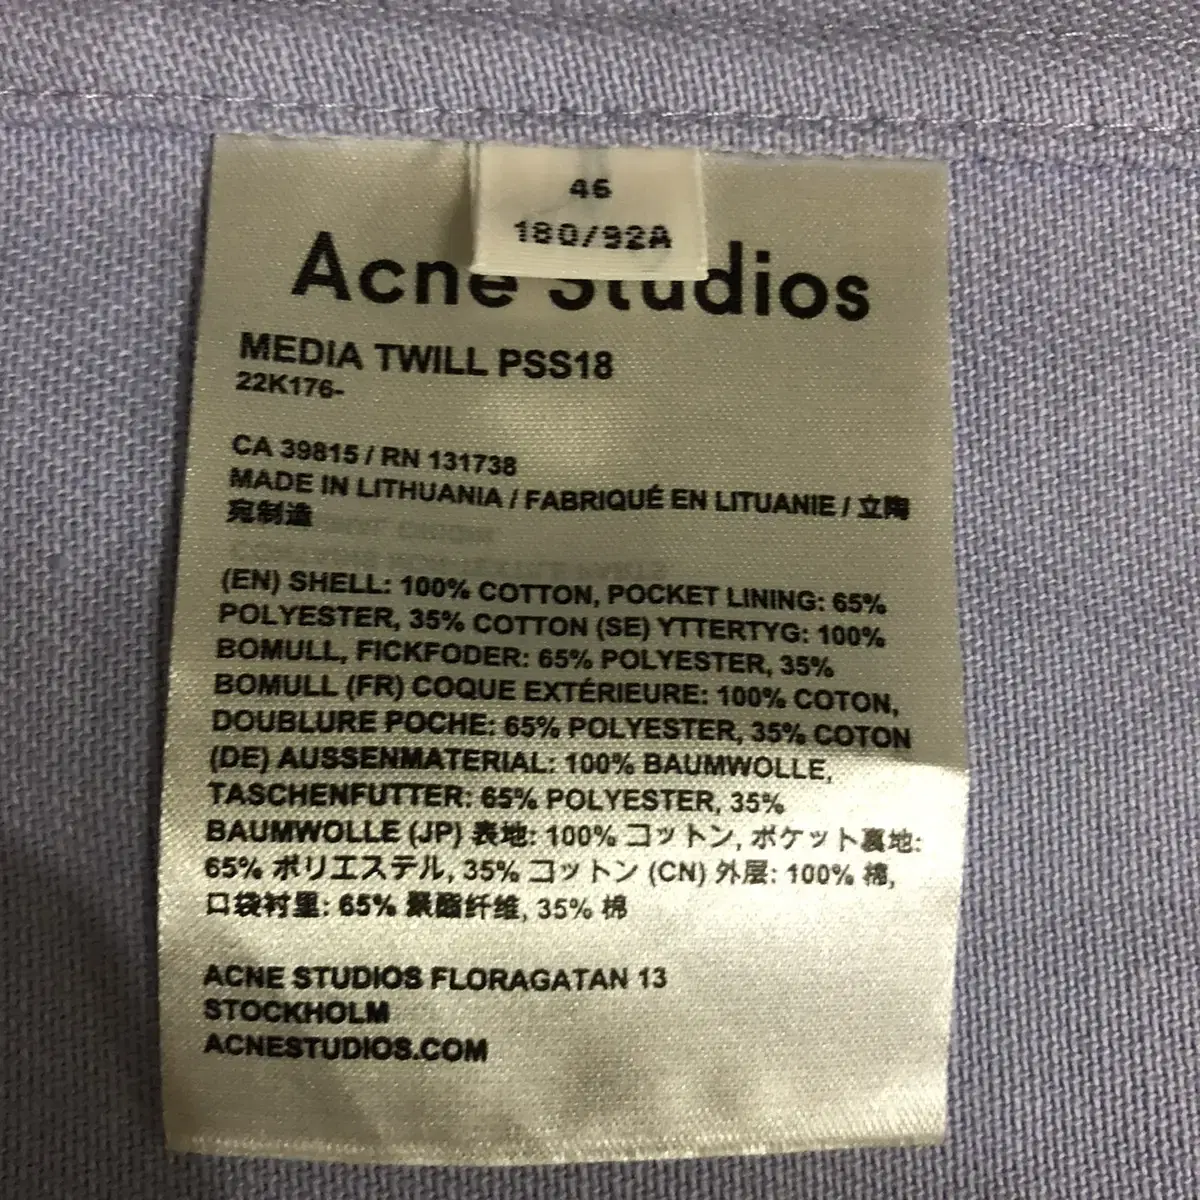 46
180/92A
Acne Studios
MEDIA TWILL PSS18
22K176-
CA 39815 / RN 131738
MADE IN LITHUANIA / FABRIQUÉ EN LITUANIE / 立陶
宛制造
(EN) SHELL: 100% COTTON, POCKET LINING: 65%
POLYESTER, 35% COTTON (SE) YTTERTYG: 100%
BOMULL, FICKFODER: 65% POLYESTER, 35%
BOMULL (FR) COQUE EXTÉRIEURE: 100% COTON,
DOUBLURE POCHE: 65% POLYESTER, 35% COTON
(DE) AUSSENMATERIAL: 100% BAUMWOLLE,
TASCHENFUTTER: 65% POLYESTER, 35%
BAUMWOLLE (JP) 表地: 100% コットン, ポケット裏地:
65% ポリエステル, 35% コットン (CN) 外层: 100% 棉,
口袋衬里: 65% 聚酯纤维, 35% 棉
ACNE STUDIOS FLORAGATAN 13
STOCKHOLM
ACNESTUDIOS.COM